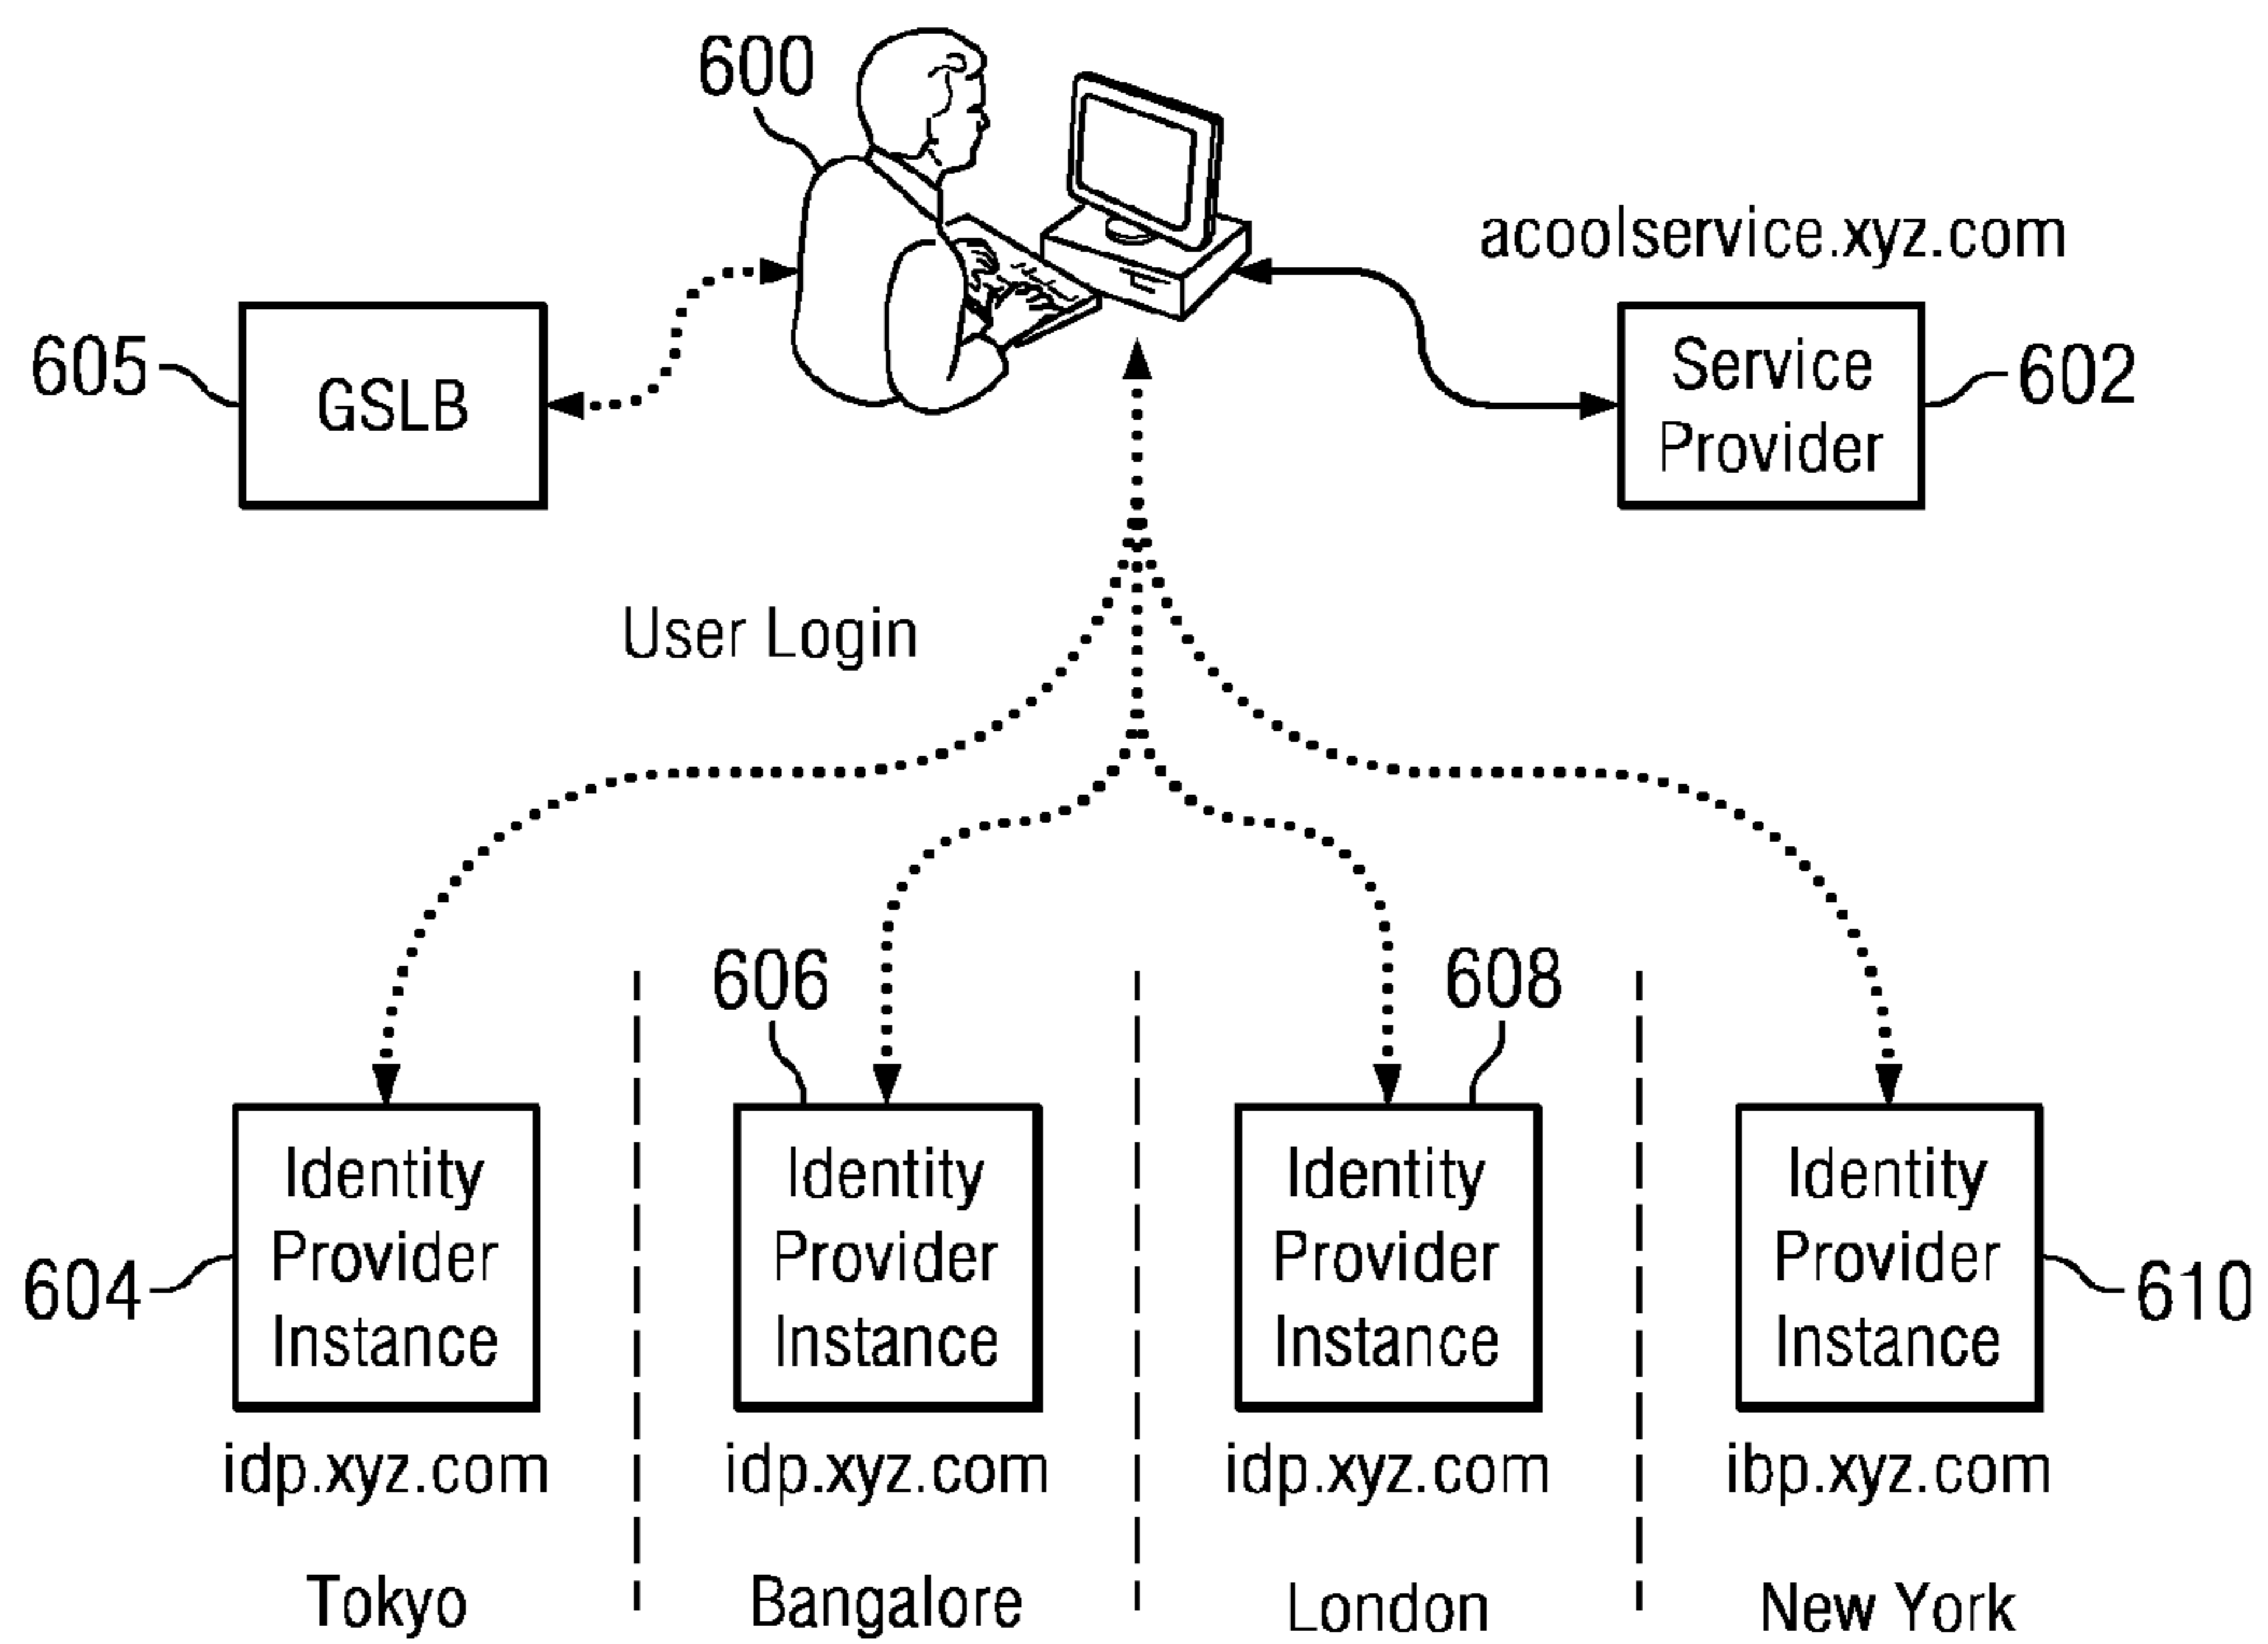 600
acoolservice.xyz.com
605
GSLB
Service
Provider
602
User Login
606
608
Identity
Provider
Instance
Identity
Provider
Instance
Identity
Provider
Instance
Identity
Provider
Instance
604
610
idp.xyz.com
idp.xyz.com
idp.xyz.com
ibp.xyz.com
Tokyo
Bangalore
London
New York